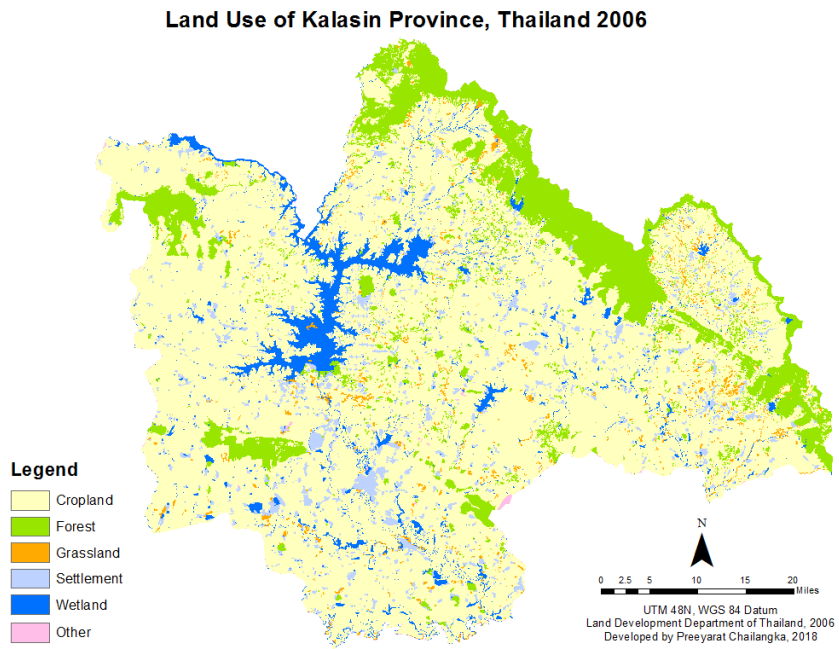 Land Use of Kalasin Province, Thailand 2006
Legend
Cropland
Forest
Grassland
Settlement
Wetland
Other
N
0 2.5 5 10 15 20
Miles
UTM 48N, WGS 84 Datum
Land Development Department of Thailand, 2006
Developed by Preeyarat Chailangka, 2018